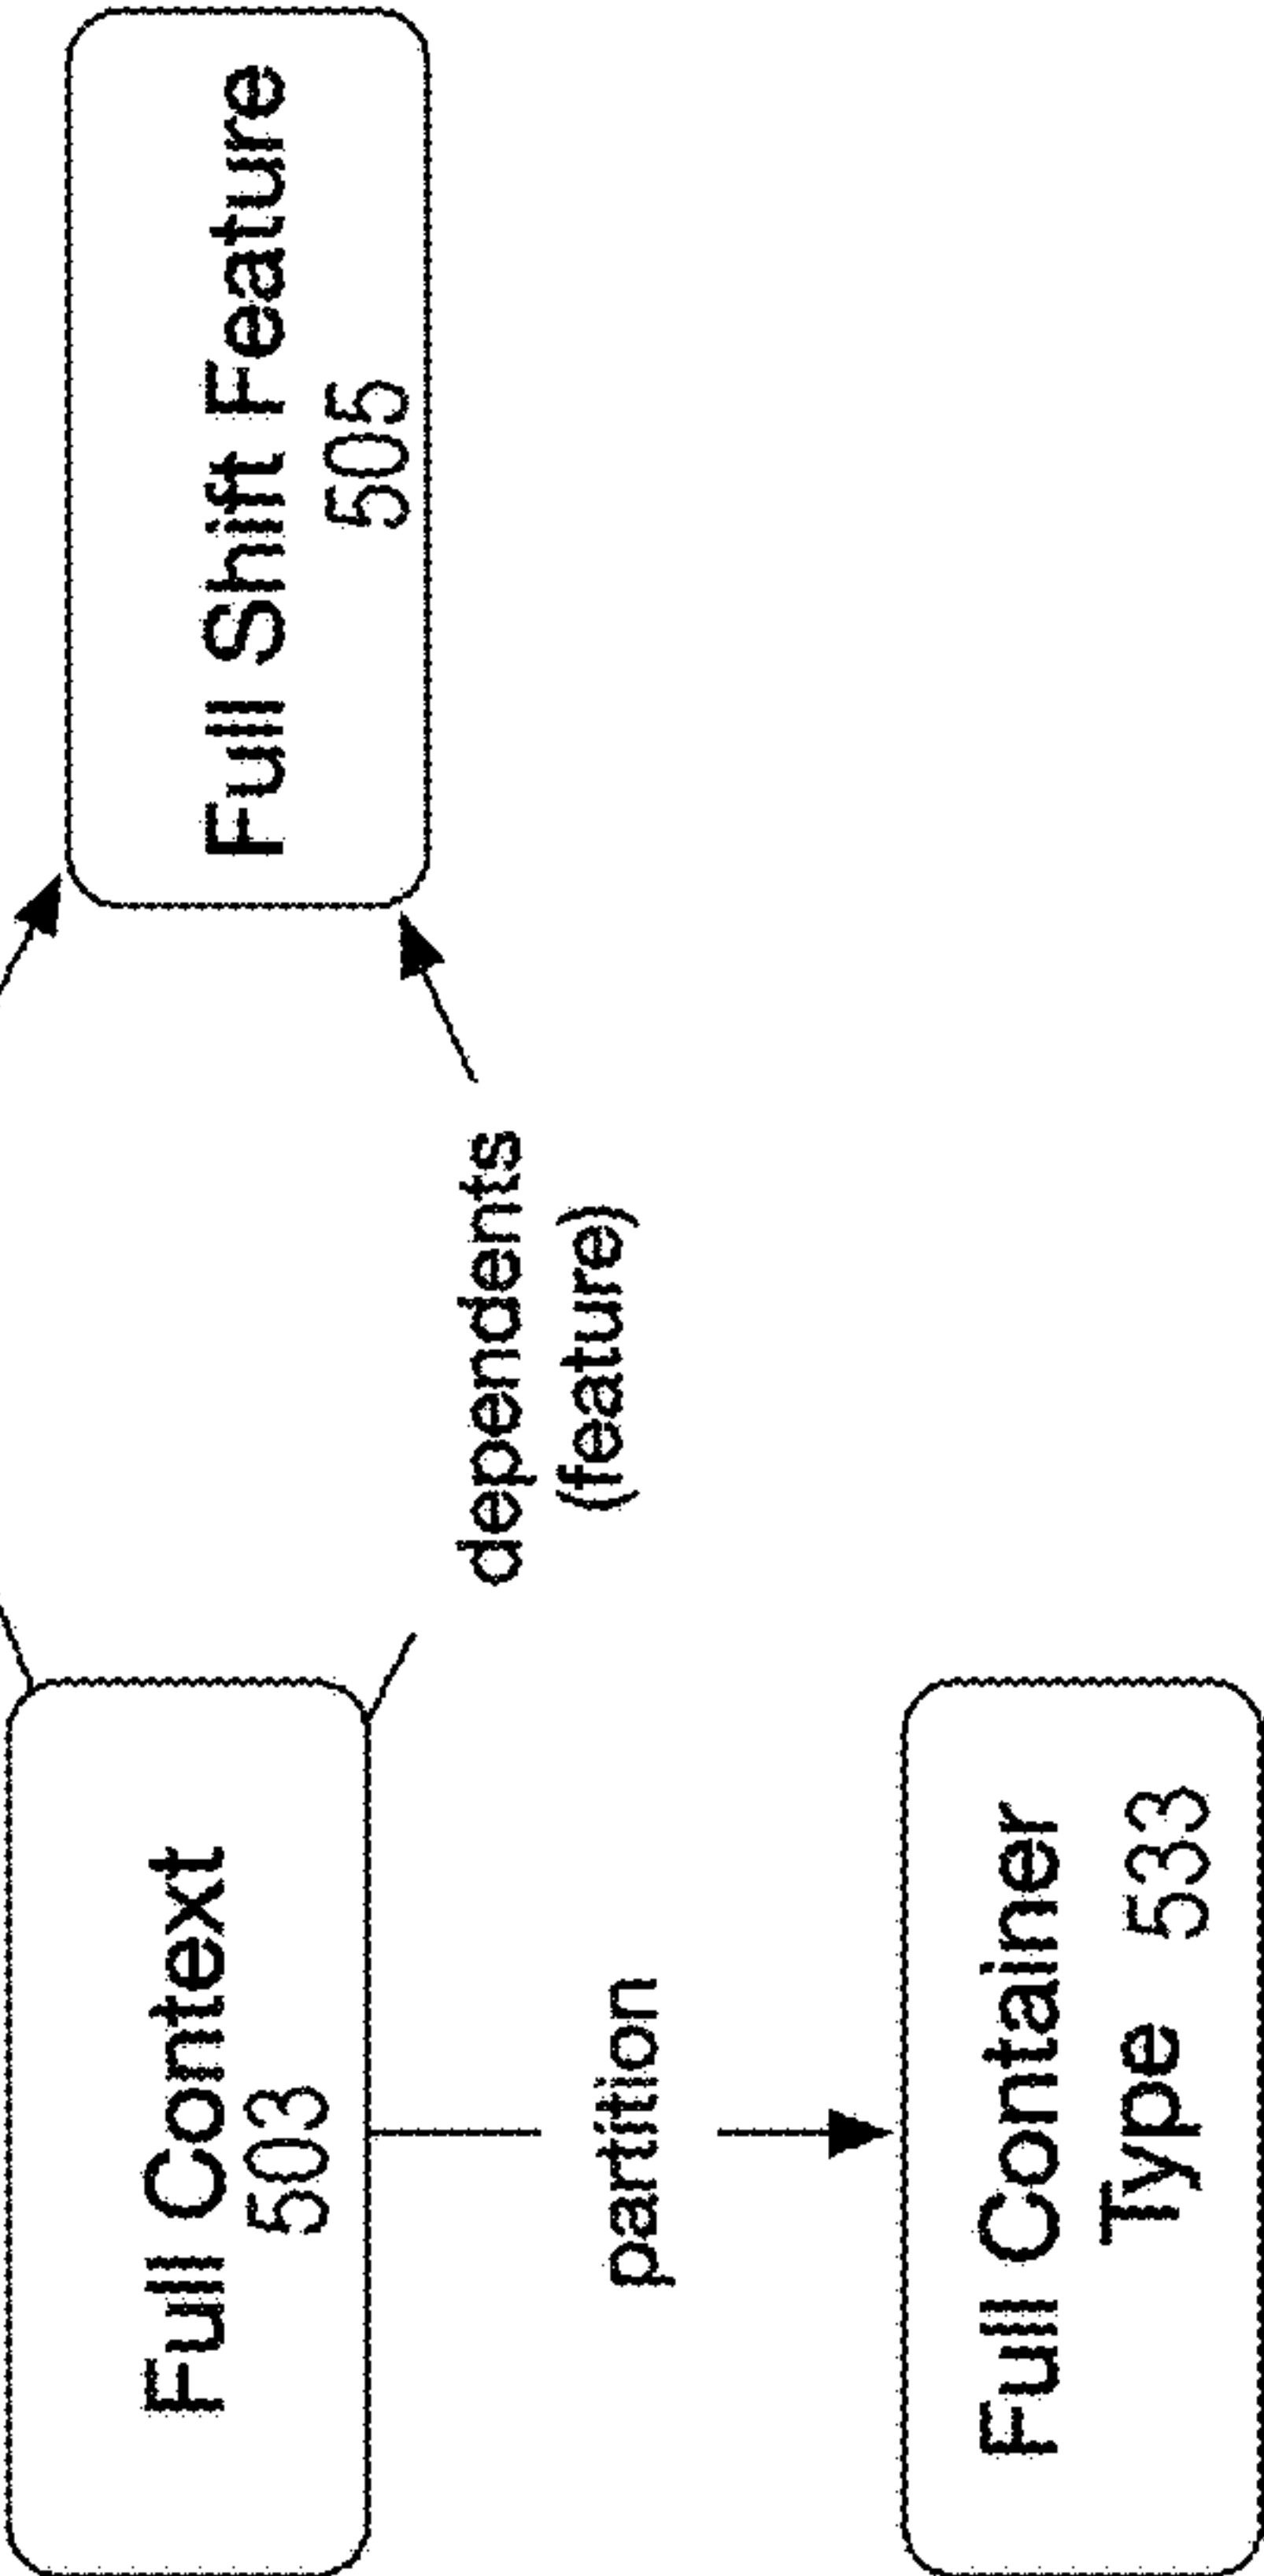 Full Context
503
dependents
(feature)
Full Shift Feature
505
partition
Full Container
Type 533